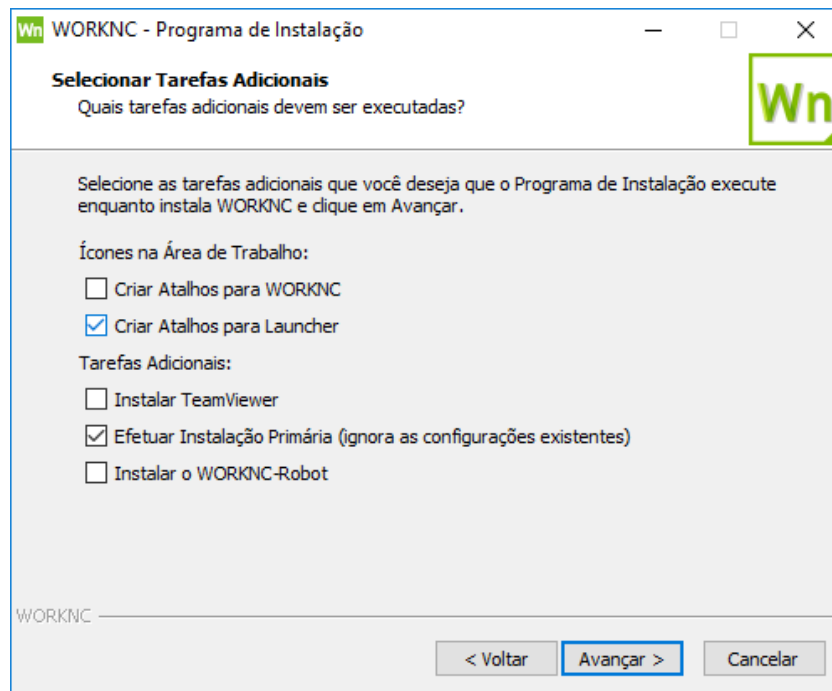 Wn WORKNC - Programa de Instalação
Selecionar Tarefas Adicionais
Quais tarefas adicionais devem ser executadas?
Wn
Selecione as tarefas adicionais que você deseja que o Programa de Instalação execute
enquanto instala WORKNC e clique em Avançar.
Ícones na Área de Trabalho:
Criar Atalhos para WORKNC
Criar Atalhos para Launcher
Tarefas Adicionais:
Instalar TeamViewer
Efetuar Instalação Primária (ignora as configurações existentes)
Instalar o WORKNC-Robot
WORKNC
< Voltar Avançar > Cancelar